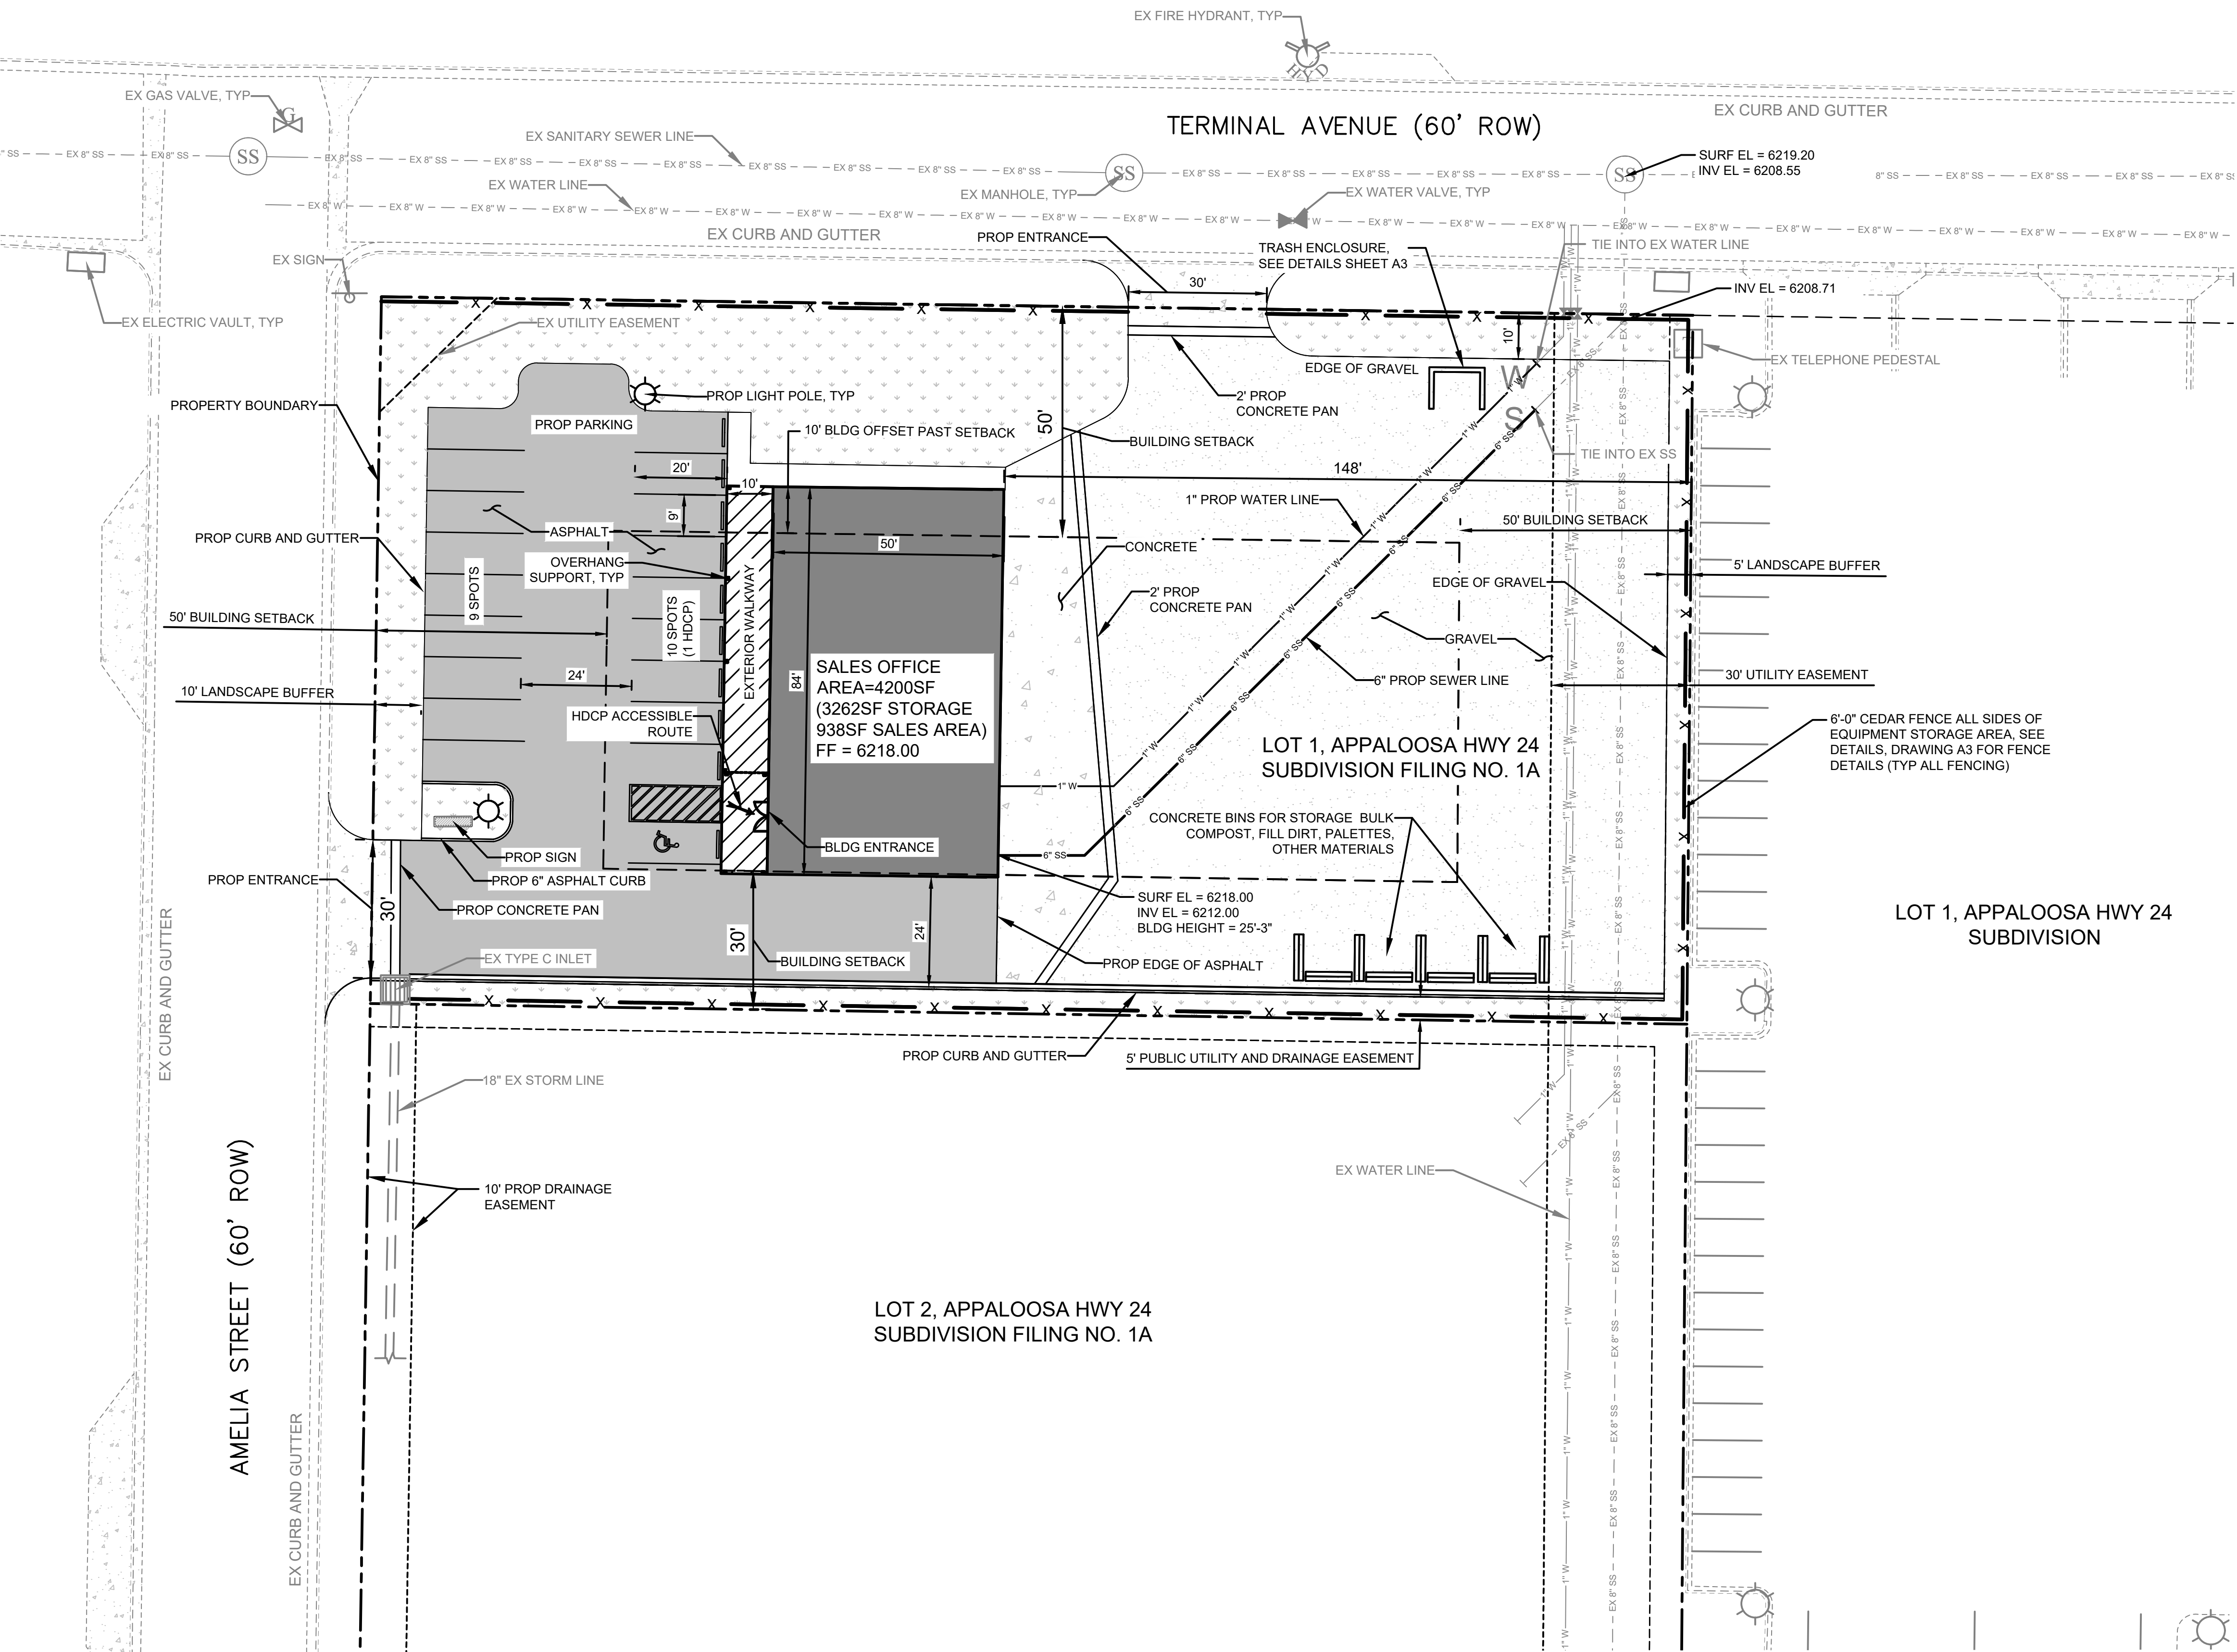 EX FIRE HYDRANT, TYP
HYD
EX GAS VALVE, TYP
G
EX CURB AND GUTTER
TERMINAL AVENUE (60' ROW)
EX SANITARY SEWER LINE
SS
SS
SS
EX 8" SS
SURF EL = 6219.20
INV EL = 6208.55
EX WATER LINE
EX MANHOLE, TYP
EX WATER VALVE, TYP
EX 8" W
EX CURB AND GUTTER
PROP ENTRANCE
TRASH ENCLOSURE,
SEE DETAILS SHEET A3
TIE INTO EX WATER LINE
EX SIGN
30'
INV EL = 6208.71
EX ELECTRIC VAULT, TYP
EX UTILITY EASEMENT
10'
EX TELEPHONE PEDESTAL
EDGE OF GRAVEL
W
S
PROPERTY BOUNDARY
PROP LIGHT POLE, TYP
2' PROP
CONCRETE PAN
PROP PARKING
10' BLDG OFFSET PAST SETBACK
50'
BUILDING SETBACK
TIE INTO EX SS
20'
148'
10'
1" PROP WATER LINE
9'
50' BUILDING SETBACK
PROP CURB AND GUTTER
ASPHALT
50'
CONCRETE
OVERHANG
SUPPORT, TYP
5' LANDSCAPE BUFFER
9 SPOTS
10 SPOTS
(1 HDCP)
EXTERIOR WALKWAY
EDGE OF GRAVEL
2' PROP
CONCRETE PAN
50' BUILDING SETBACK
GRAVEL
SALES OFFICE
AREA=4200SF
(3262SF STORAGE
938SF SALES AREA)
FF = 6218.00
84'
24'
6" PROP SEWER LINE
30' UTILITY EASEMENT
10' LANDSCAPE BUFFER
HDCP ACCESSIBLE
ROUTE
6'-0" CEDAR FENCE ALL SIDES OF
EQUIPMENT STORAGE AREA, SEE
DETAILS, DRAWING A3 FOR FENCE
DETAILS (TYP ALL FENCING)
LOT 1, APPALOOSA HWY 24
SUBDIVISION FILING NO. 1A
1" W
6" SS
CONCRETE BINS FOR STORAGE BULK
COMPOST, FILL DIRT, PALETTES,
OTHER MATERIALS
BLDG ENTRANCE
PROP SIGN
PROP ENTRANCE
PROP 6" ASPHALT CURB
30'
PROP CONCRETE PAN
SURF EL = 6218.00
INV EL = 6212.00
BLDG HEIGHT = 25'-3"
LOT 1, APPALOOSA HWY 24
SUBDIVISION
EX CURB AND GUTTER
30'
24'
EX TYPE C INLET
BUILDING SETBACK
PROP EDGE OF ASPHALT
PROP CURB AND GUTTER
5' PUBLIC UTILITY AND DRAINAGE EASEMENT
18" EX STORM LINE
EX 8" SS
1" W
EX WATER LINE
10' PROP DRAINAGE
EASEMENT
AMELIA STREET (60' ROW)
LOT 2, APPALOOSA HWY 24
SUBDIVISION FILING NO. 1A
EX CURB AND GUTTER